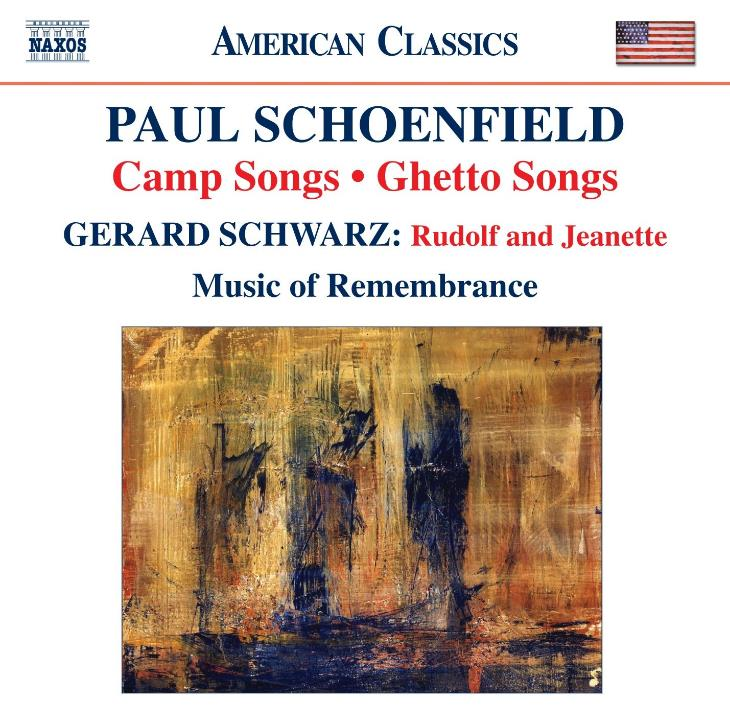 NAXOS
AMERICAN CLASSICS
PAUL SCHOENFIELD
Camp Songs • Ghetto Songs
GERARD SCHWARZ: Rudolf and Jeanette
Music of Remembrance